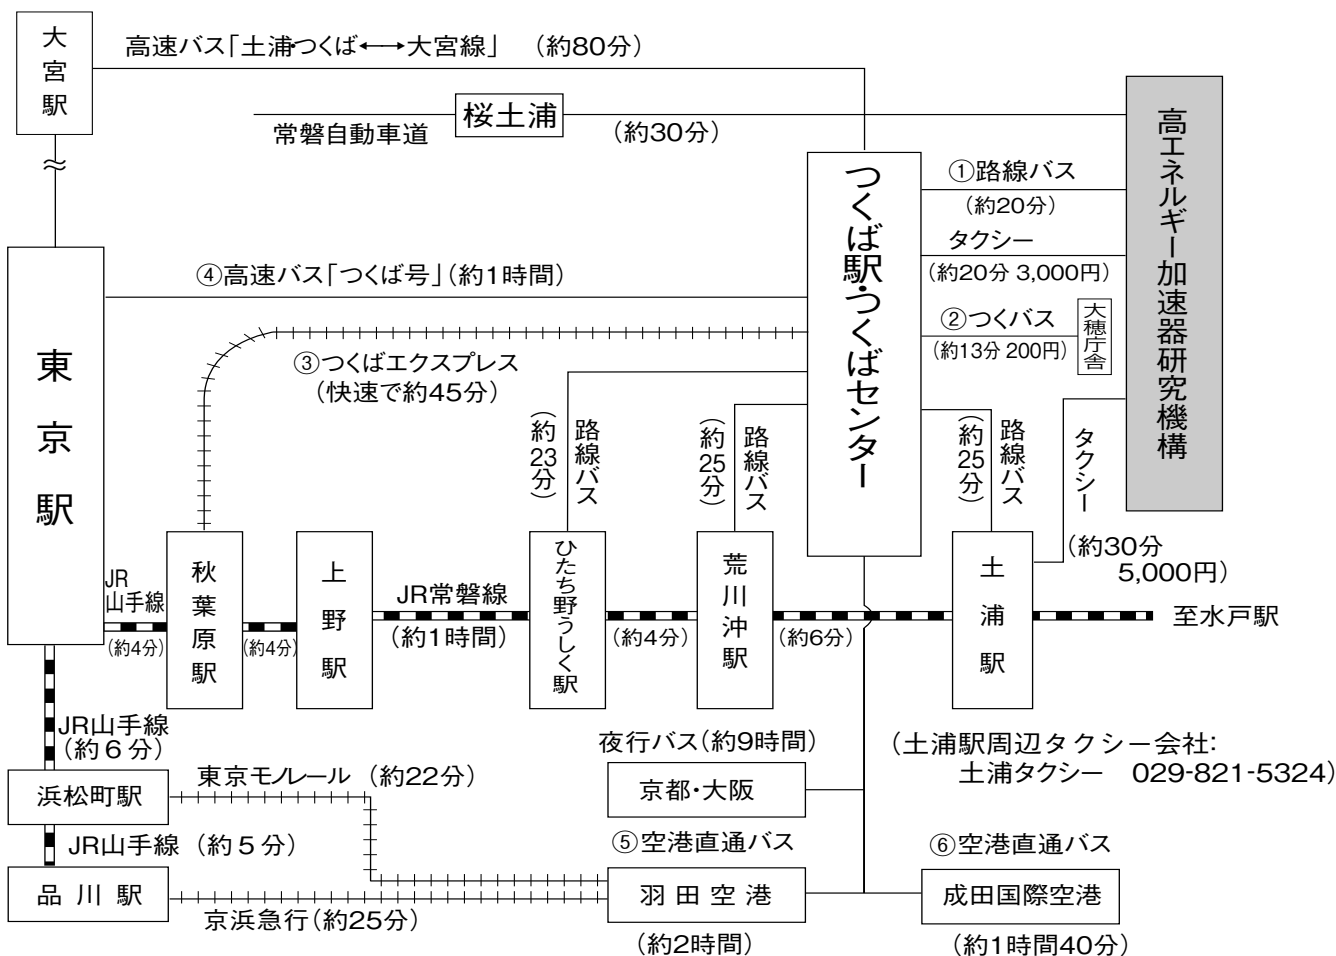 大宮駅
高速バス「土浦・つくば←→大宮線」 (約80分)
桜土浦
常磐自動車道
(約30分)
高エネルギー加速器研究機構
つくば駅・つくばセンター
①路線バス
(約20分)
タクシー
(約20分 3,000円)
②つくバス
(約13分 200円)
大穂庁舎
東京駅
④高速バス「つくば号」(約1時間)
③つくばエクスプレス
(快速で約45分)
路線バス
(約23分)
路線バス
(約25分)
路線バス
(約25分)
タクシー
(約30分
5,000円)
JR
山手線
(約4分)
秋葉原駅
(約4分)
上野駅
JR常磐線
(約1時間)
ひたち野うしく駅
(約4分)
荒川沖駅
(約6分)
土浦駅
至水戸駅
JR山手線
(約6分)
浜松町駅
東京モノレール (約22分)
JR山手線 (約5分)
品川駅
京浜急行(約25分)
夜行バス(約9時間)
京都・大阪
⑤空港直通バス
羽田空港
(約2時間)
⑥空港直通バス
成田国際空港
(約1時間40分)
(土浦駅周辺タクシー会社:
土浦タクシー 029-821-5324)